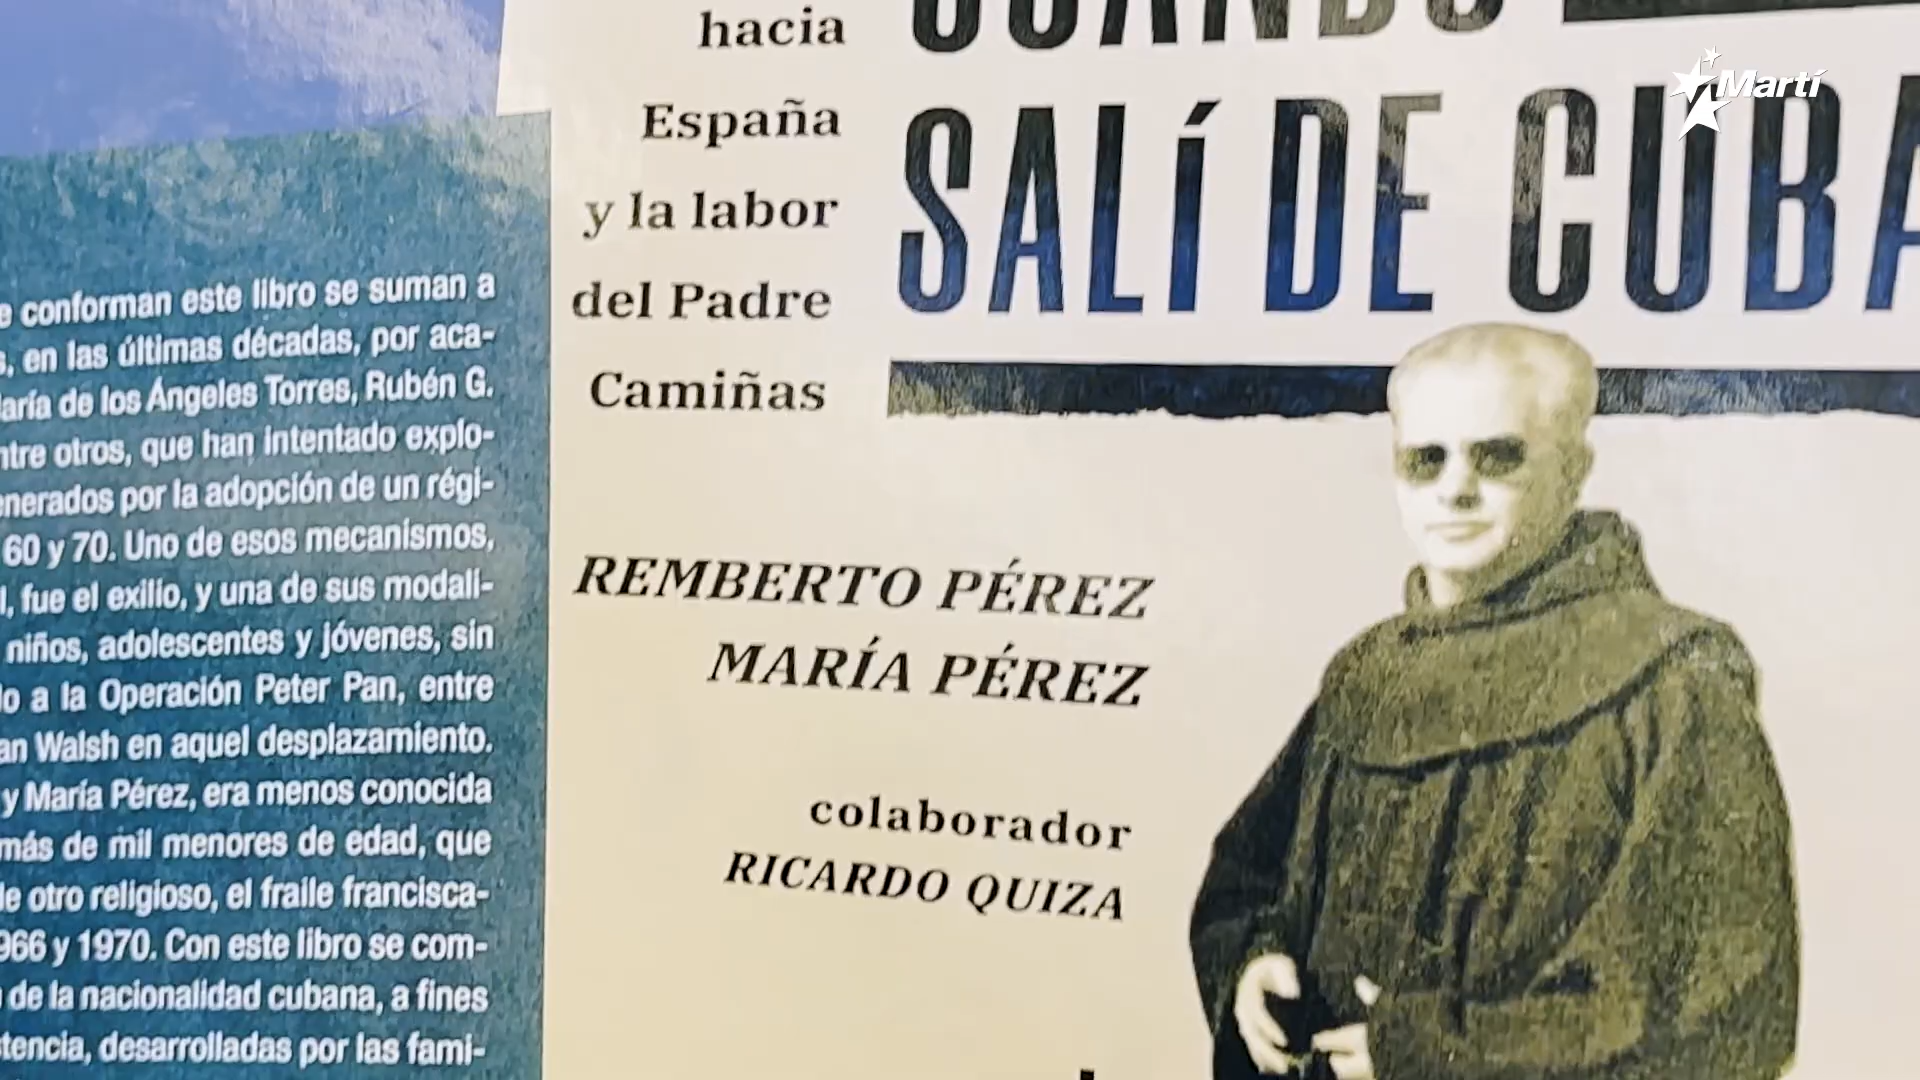 e conforman este libro se suman a
s, en las últimas décadas, por aca-
aría de los Ángeles Torres, Rubén G.
ntre otros, que han intentado explo-
enerados por la adopción de un régi-
60 y 70. Uno de esos mecanismos,
l, fue el exilio, y una de sus modali-
niños, adolescentes y jóvenes, sin
do a la Operación Peter Pan, entre
an Walsh en aquel desplazamiento.
y María Pérez, era menos conocida
más de mil menores de edad, que
de otro religioso, el fraile francisca-
966 y 1970. Con este libro se com-
de la nacionalidad cubana, a fines
tencia, desarrolladas por las fami-
hacia
España
y la labor
del Padre
Camiñas
CUANDO
SALÍ DE CUBA
REMBERTO PÉREZ
MARÍA PÉREZ
colaborador
RICARDO QUIZA
Martí